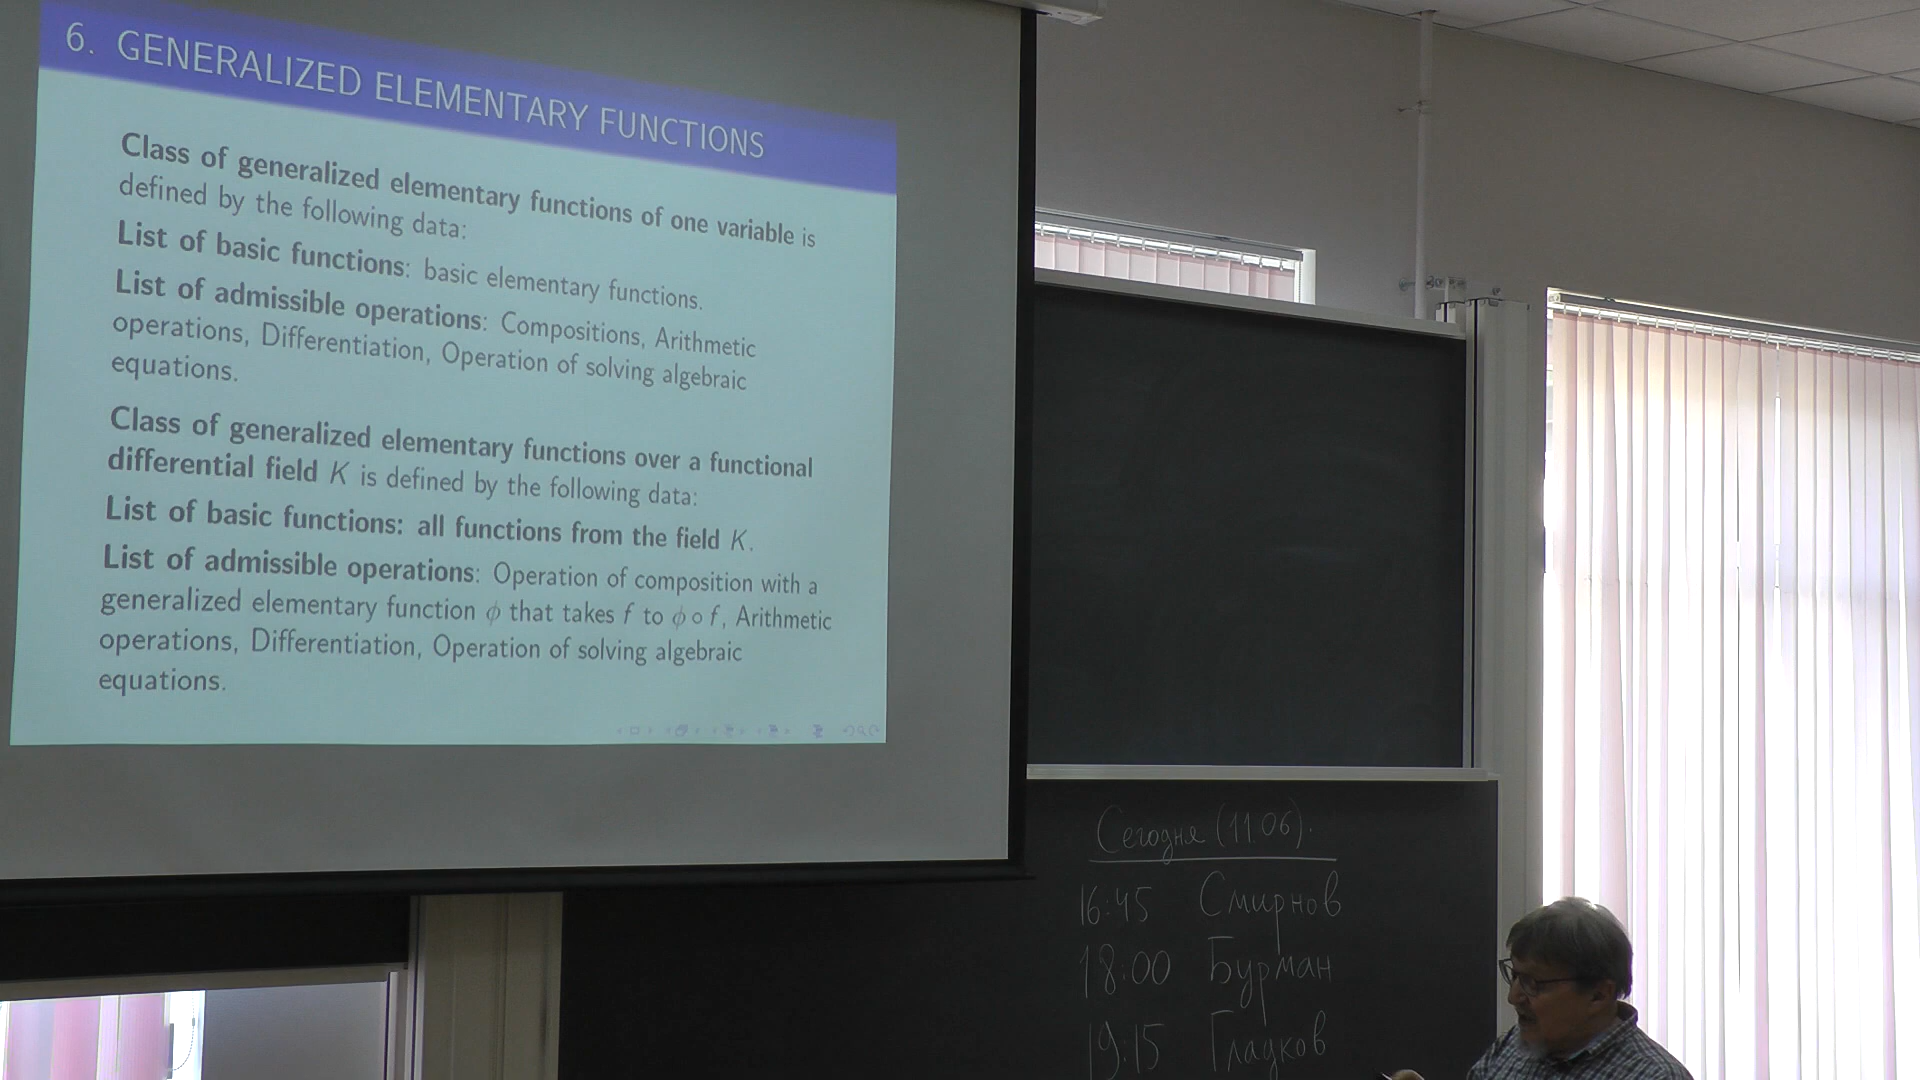 6. GENERALIZED ELEMENTARY FUNCTIONS
Class of generalized elementary functions of one variable is
defined by the following data:
List of basic functions: basic elementary functions.
List of admissible operations: Compositions, Arithmetic
operations, Differentiation, Operation of solving algebraic
equations.
Class of generalized elementary functions over a functional
differential field K is defined by the following data:
List of basic functions: all functions from the field K.
List of admissible operations: Operation of composition with a
generalized elementary function ϕ that takes f to ϕ ∘ f, Arithmetic
operations, Differentiation, Operation of solving algebraic
equations.
Сегодня (11.06).
16:45 Смирнов
18:00 Бурман
19:15 Гладков